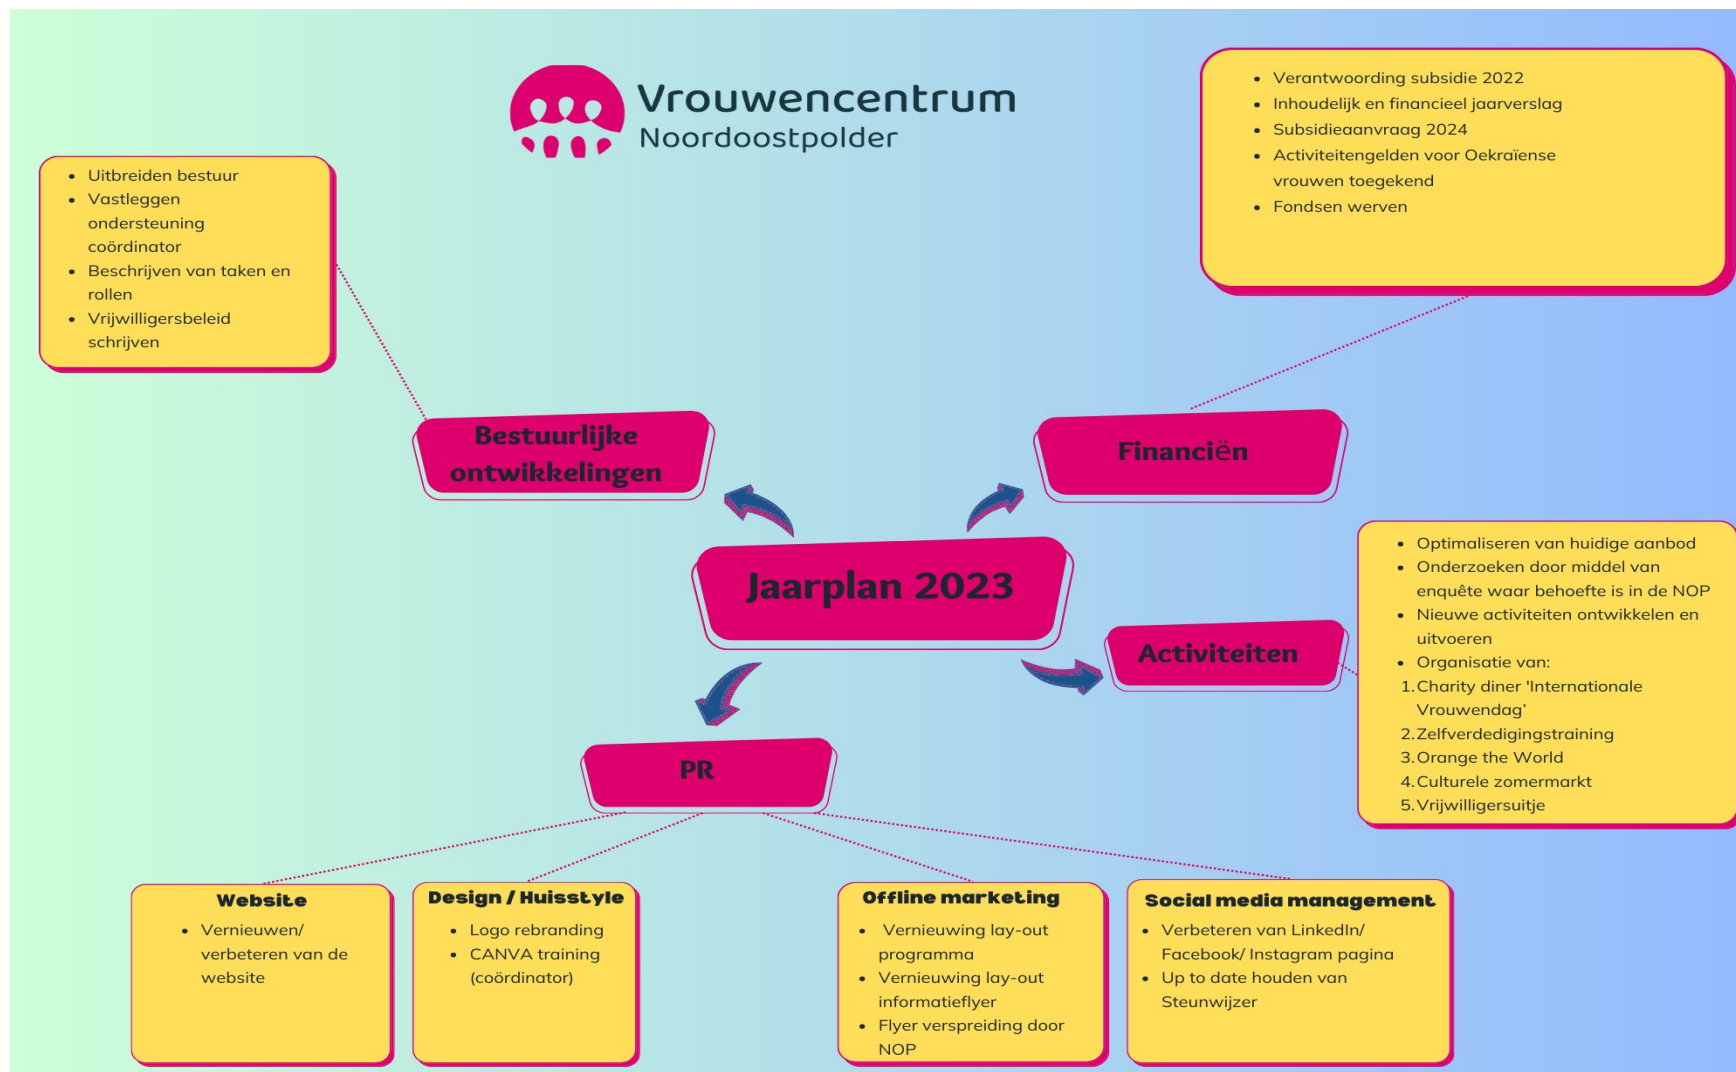 Vrouwencentrum
Noordoostpolder
• Uitbreiden bestuur
• Vastleggen
ondersteuning
coördinator
• Beschrijven van taken en
rollen
• Vrijwilligersbeleid
schrijven
• Verantwoording subsidie 2022
• Inhoudelijk en financieel jaarverslag
• Subsidieaanvraag 2024
• Activiteitengelden voor Oekraïense
vrouwen toegekend
• Fondsen werven
Bestuurlijke
ontwikkelingen
Financiën
Jaarplan 2023
Activiteiten
• Optimaliseren van huidige aanbod
• Onderzoeken door middel van
enquête waar behoefte is in de NOP
• Nieuwe activiteiten ontwikkelen en
uitvoeren
• Organisatie van:
1. Charity diner 'Internationale
Vrouwendag’
2. Zelfverdedigingstraining
3. Orange the World
4. Culturele zomermarkt
5. Vrijwilligersuitje
PR
Website
• Vernieuwen/
verbeteren van de
website
Design / Huisstyle
• Logo rebranding
• CANVA training
(coördinator)
Offline marketing
• Vernieuwing lay-out
programma
• Vernieuwing lay-out
informatieflyer
• Flyer verspreiding door
NOP
Social media management
• Verbeteren van LinkedIn/
Facebook/ Instagram pagina
• Up to date houden van
Steunwijzer